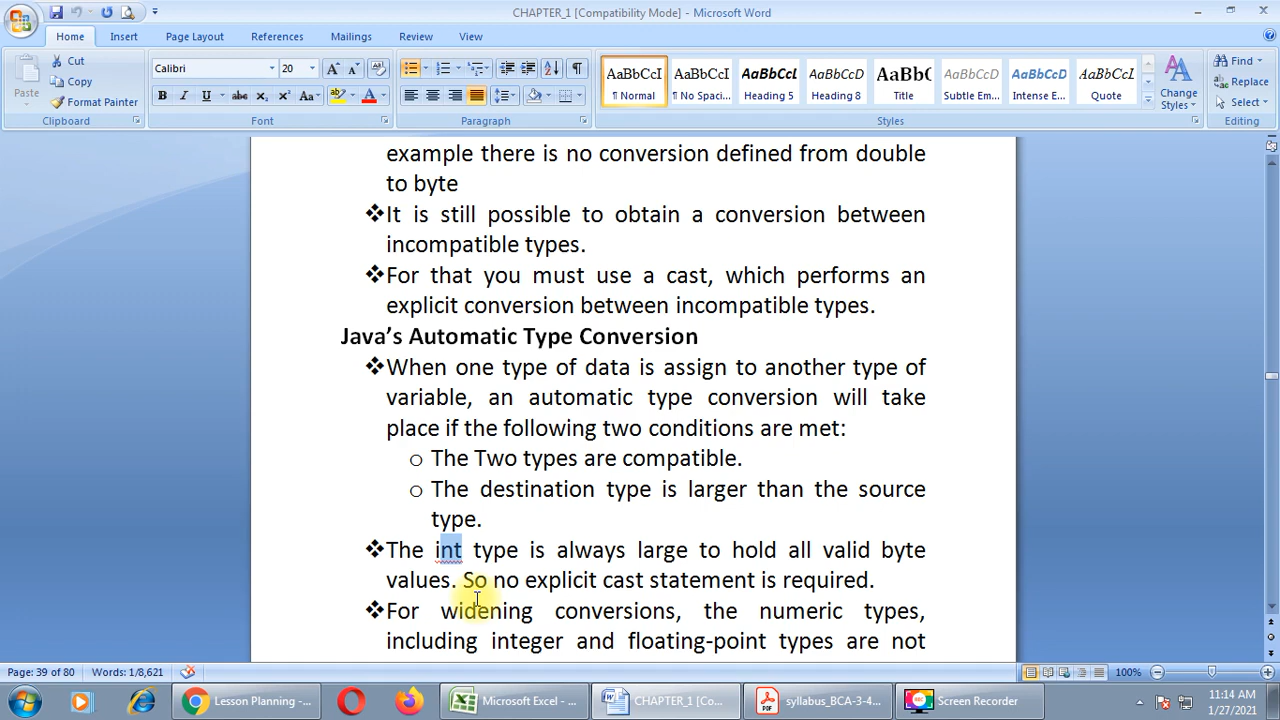 CHAPTER_1 [Compatibility Mode] - Microsoft Word
Home Insert Page Layout References Mailings Review View
Paste Cut Copy Format Painter Clipboard
Calibri 20 Font
Paragraph
AaBbCcI ¶ Normal
AaBbCcI ¶ No Spaci...
AaBbCcL Heading 5
AaBbCcD Heading 8
AaBb( Title
AaBbCcD Subtle Em...
AaBbCcD Intense E...
AaBbCcI Quote
Change Styles
Styles
Find Replace Select Editing
example there is no conversion defined from double
to byte
❖It is still possible to obtain a conversion between
incompatible types.
❖For that you must use a cast, which performs an
explicit conversion between incompatible types.
Java’s Automatic Type Conversion
❖When one type of data is assign to another type of
variable, an automatic type conversion will take
place if the following two conditions are met:
o The Two types are compatible.
o The destination type is larger than the source
type.
❖The int type is always large to hold all valid byte
values. So no explicit cast statement is required.
❖For widening conversions, the numeric types,
including integer and floating-point types are not
Page: 39 of 80 Words: 1/8,621 100%
Lesson Planning -... Microsoft Excel - ... CHAPTER_1 [Co... syllabus_BCA-3-4... Screen Recorder
11:14 AM
1/27/2021